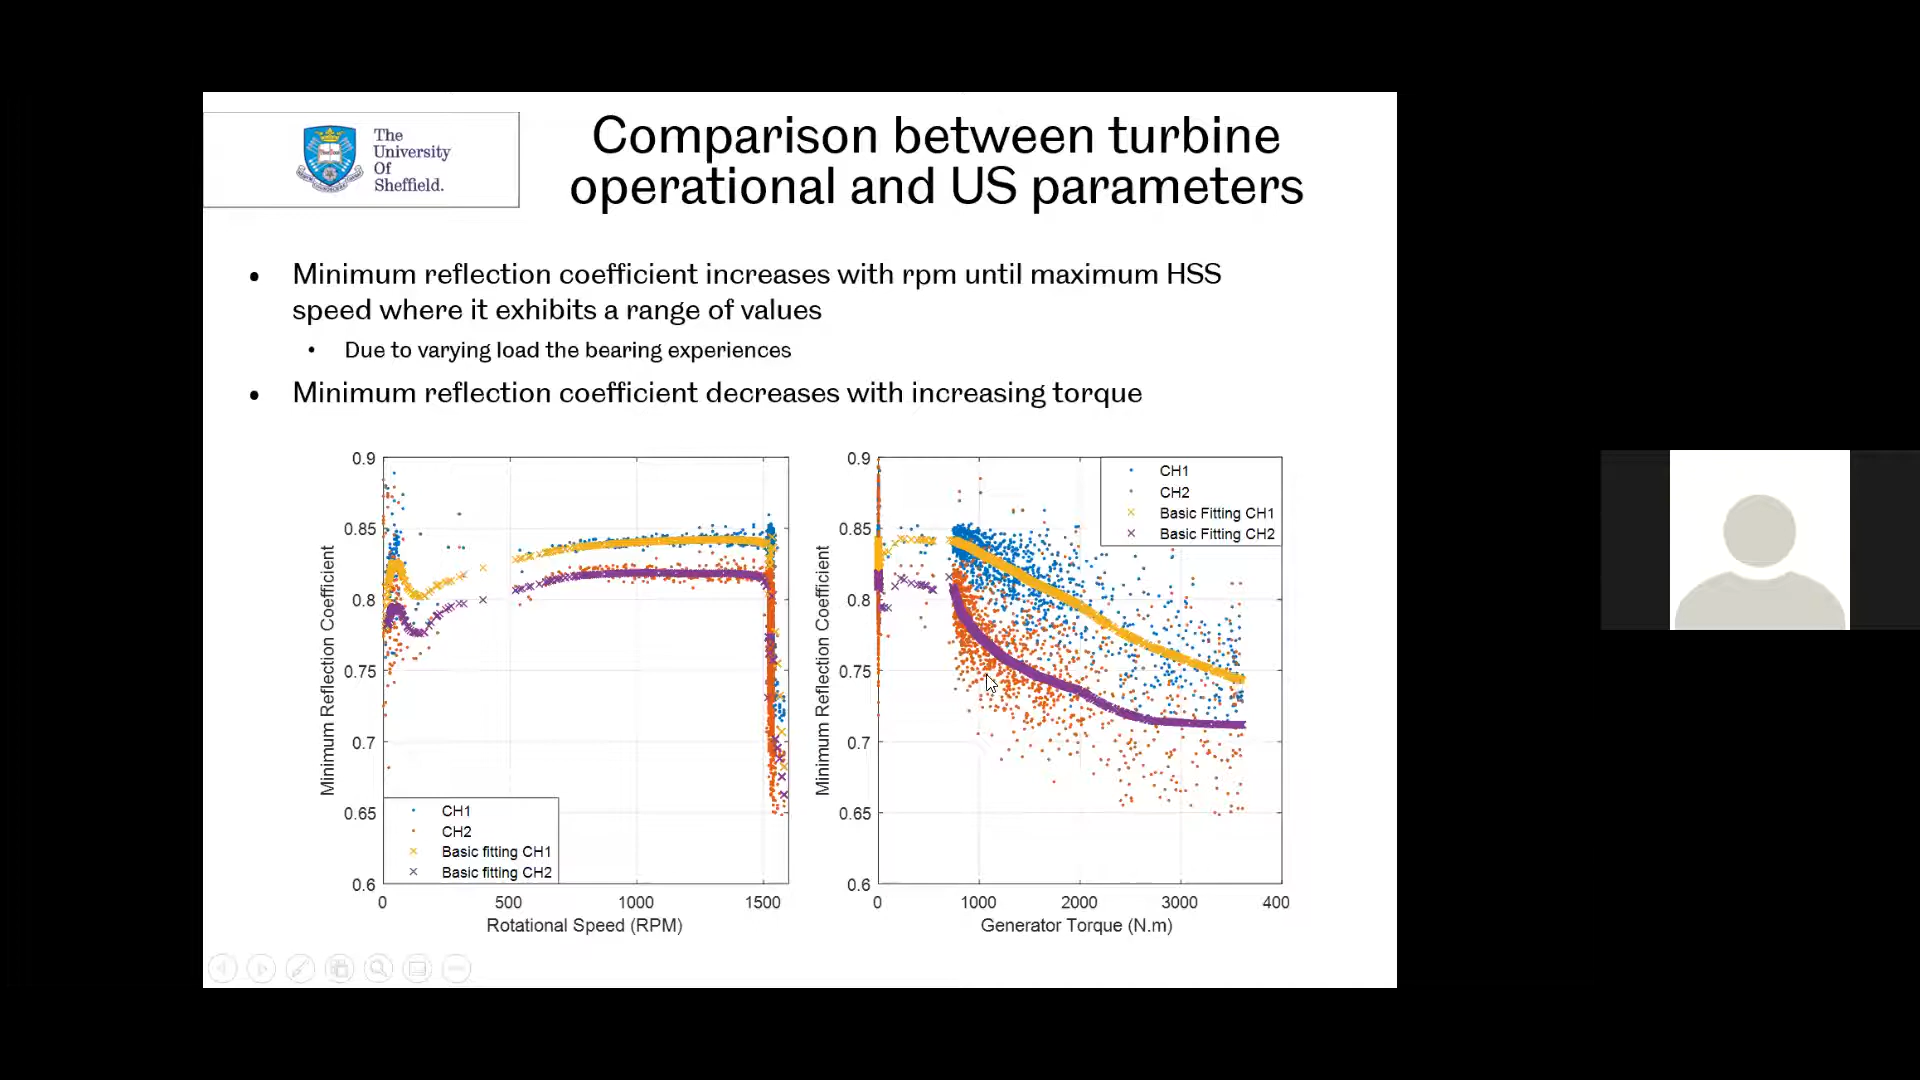 The
University
Of
Sheffield.
Comparison between turbine
operational and US parameters
• Minimum reflection coefficient increases with rpm until maximum HSS
speed where it exhibits a range of values
• Due to varying load the bearing experiences
• Minimum reflection coefficient decreases with increasing torque
0.9
0.85
0.8
0.75
0.7
0.65
0.6
Minimum Reflection Coefficient
CH1
CH2
Basic fitting CH1
Basic fitting CH2
0 500 1000 1500
Rotational Speed (RPM)
0.9
0.85
0.8
0.75
0.7
0.65
0.6
Minimum Reflection Coefficient
CH1
CH2
Basic Fitting CH1
Basic Fitting CH2
0 1000 2000 3000 400
Generator Torque (N.m)